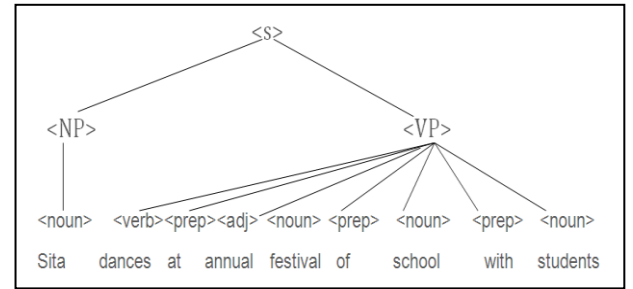 <s>
<NP> <VP>
<noun> <verb> <prep> <adj> <noun> <prep> <noun> <prep> <noun>
Sita dances at annual festival of school with students